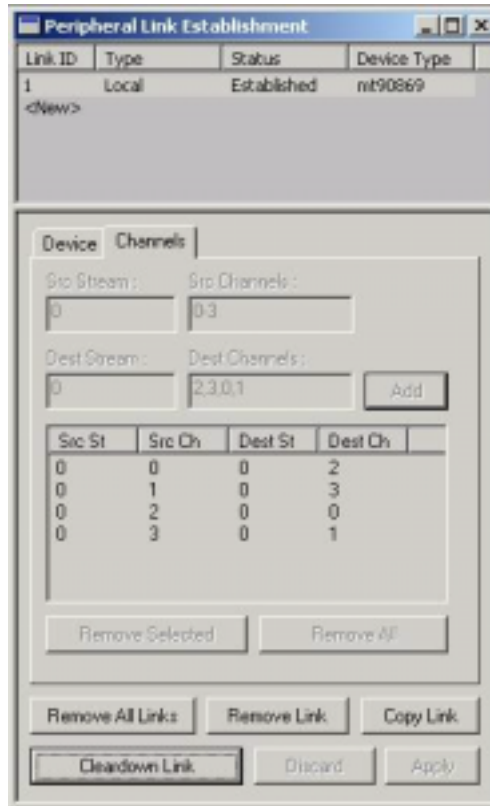 Peripheral Link Establishment
Link ID Type Status Device Type
1 Local Established mt90869
<New>
Device Channels
Src Stream : Src Channels :
0 0-3
Dest Stream : Dest Channels :
0 2,3,0,1 Add
Src St Src Ch Dest St Dest Ch
0 0 0 2
0 1 0 3
0 2 0 0
0 3 0 1
Remove Selected Remove All
Remove All Links Remove Link Copy Link
Cleardown Link Discard Apply